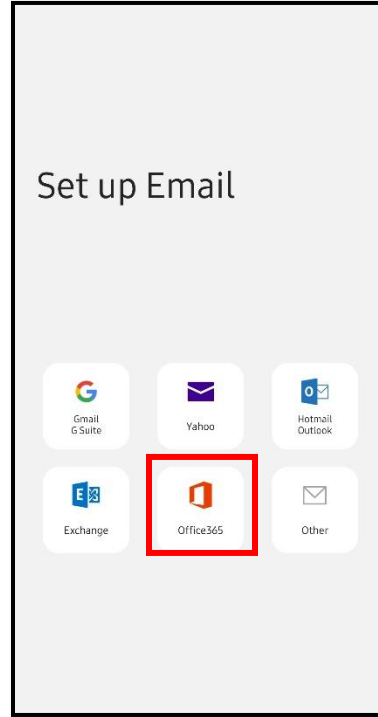 Set up Email
Gmail
G Suite
Yahoo
Hotmail
Outlook
Exchange
Office365
Other